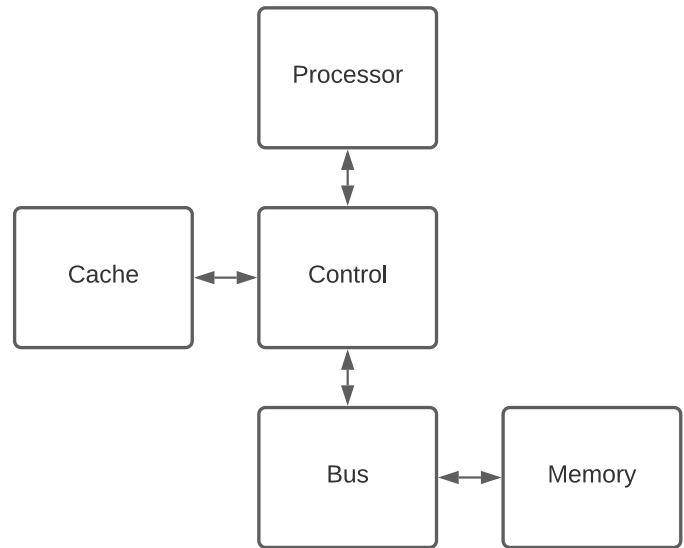 Processor
Cache
Control
Bus
Memory